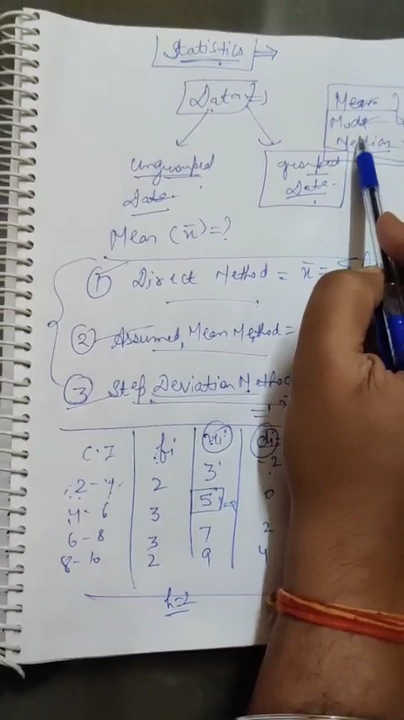 Statistics
Data
Mean
Mode
Median
Ungrouped
Data
grouped
Data
Mean (x̄) = ?
① Direct Method = x̄ =
② Assumed Mean Method =
③ Step Deviation Method
C.I fi xi di =
2 - 4 2 3 -2
4 - 6 3 5 0
6 - 8 3 7 2
8 - 10 2 9 4
h = 2